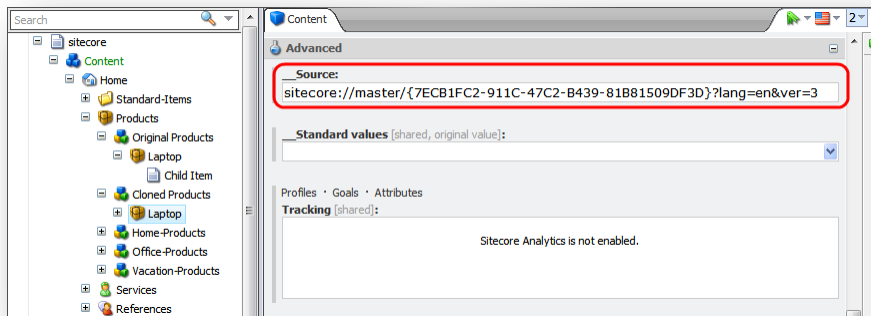 Search
sitecore
Content
Home
Standard-Items
Products
Original Products
Laptop
Child Item
Cloned Products
Laptop
Home-Products
Office-Products
Vacation-Products
Services
References
Content
2
Advanced
__Source:
sitecore://master/{7ECB1FC2-911C-47C2-B439-81B81509DF3D}?lang=en&ver=3
__Standard values [shared, original value]:
Profiles · Goals · Attributes
Tracking [shared]:
Sitecore Analytics is not enabled.